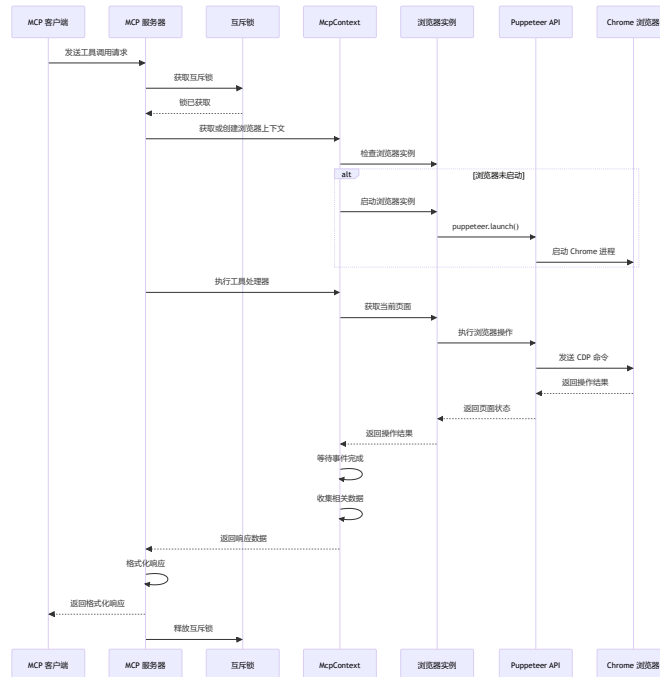 MCP 客户端
MCP 服务器
互斥锁
McpContext
浏览器实例
Puppeteer API
Chrome 浏览器
发送工具调用请求
获取互斥锁
锁已获取
获取或创建浏览器上下文
检查浏览器实例
alt
[浏览器未启动]
启动浏览器实例
puppeteer.launch()
启动 Chrome 进程
执行工具处理器
获取当前页面
执行浏览器操作
发送 CDP 命令
返回操作结果
返回页面状态
返回操作结果
等待事件完成
收集相关数据
返回响应数据
格式化响应
返回格式化响应
释放互斥锁
MCP 客户端
MCP 服务器
互斥锁
McpContext
浏览器实例
Puppeteer API
Chrome 浏览器